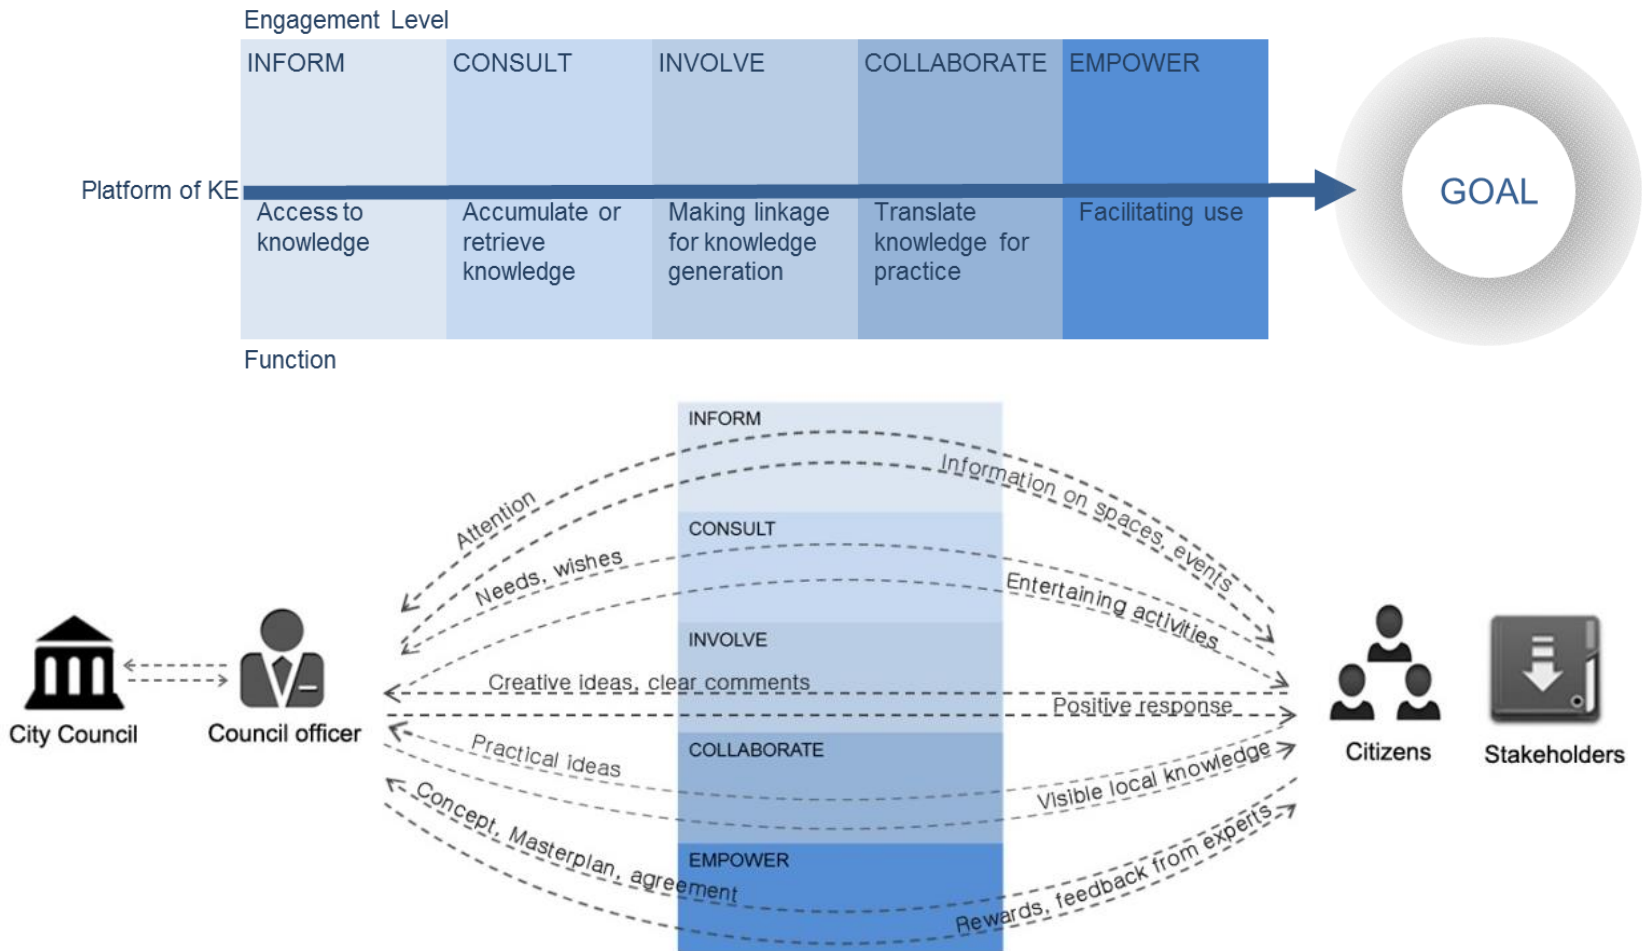 Engagement Level
INFORM
CONSULT
INVOLVE
COLLABORATE
EMPOWER
Platform of KE
Access to
knowledge
Accumulate or
retrieve
knowledge
Making linkage
for knowledge
generation
Translate
knowledge for
practice
Facilitating use
GOAL
Function
INFORM
Attention
Information on spaces, events
CONSULT
Needs, wishes
Entertaining activities
INVOLVE
Creative ideas, clear comments
Positive response
COLLABORATE
Practical ideas
Visible local knowledge
EMPOWER
Concept, Masterplan, agreement
Rewards, feedback from experts
City Council
Council officer
Citizens
Stakeholders